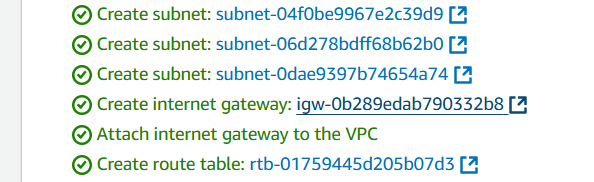 Create subnet: subnet-04f0be9967e2c39d9
Create subnet: subnet-06d278bdff68b62b0
Create subnet: subnet-0dae9397b74654a74
Create internet gateway: igw-0b289edab790332b8
Attach internet gateway to the VPC
Create route table: rtb-01759445d205b07d3